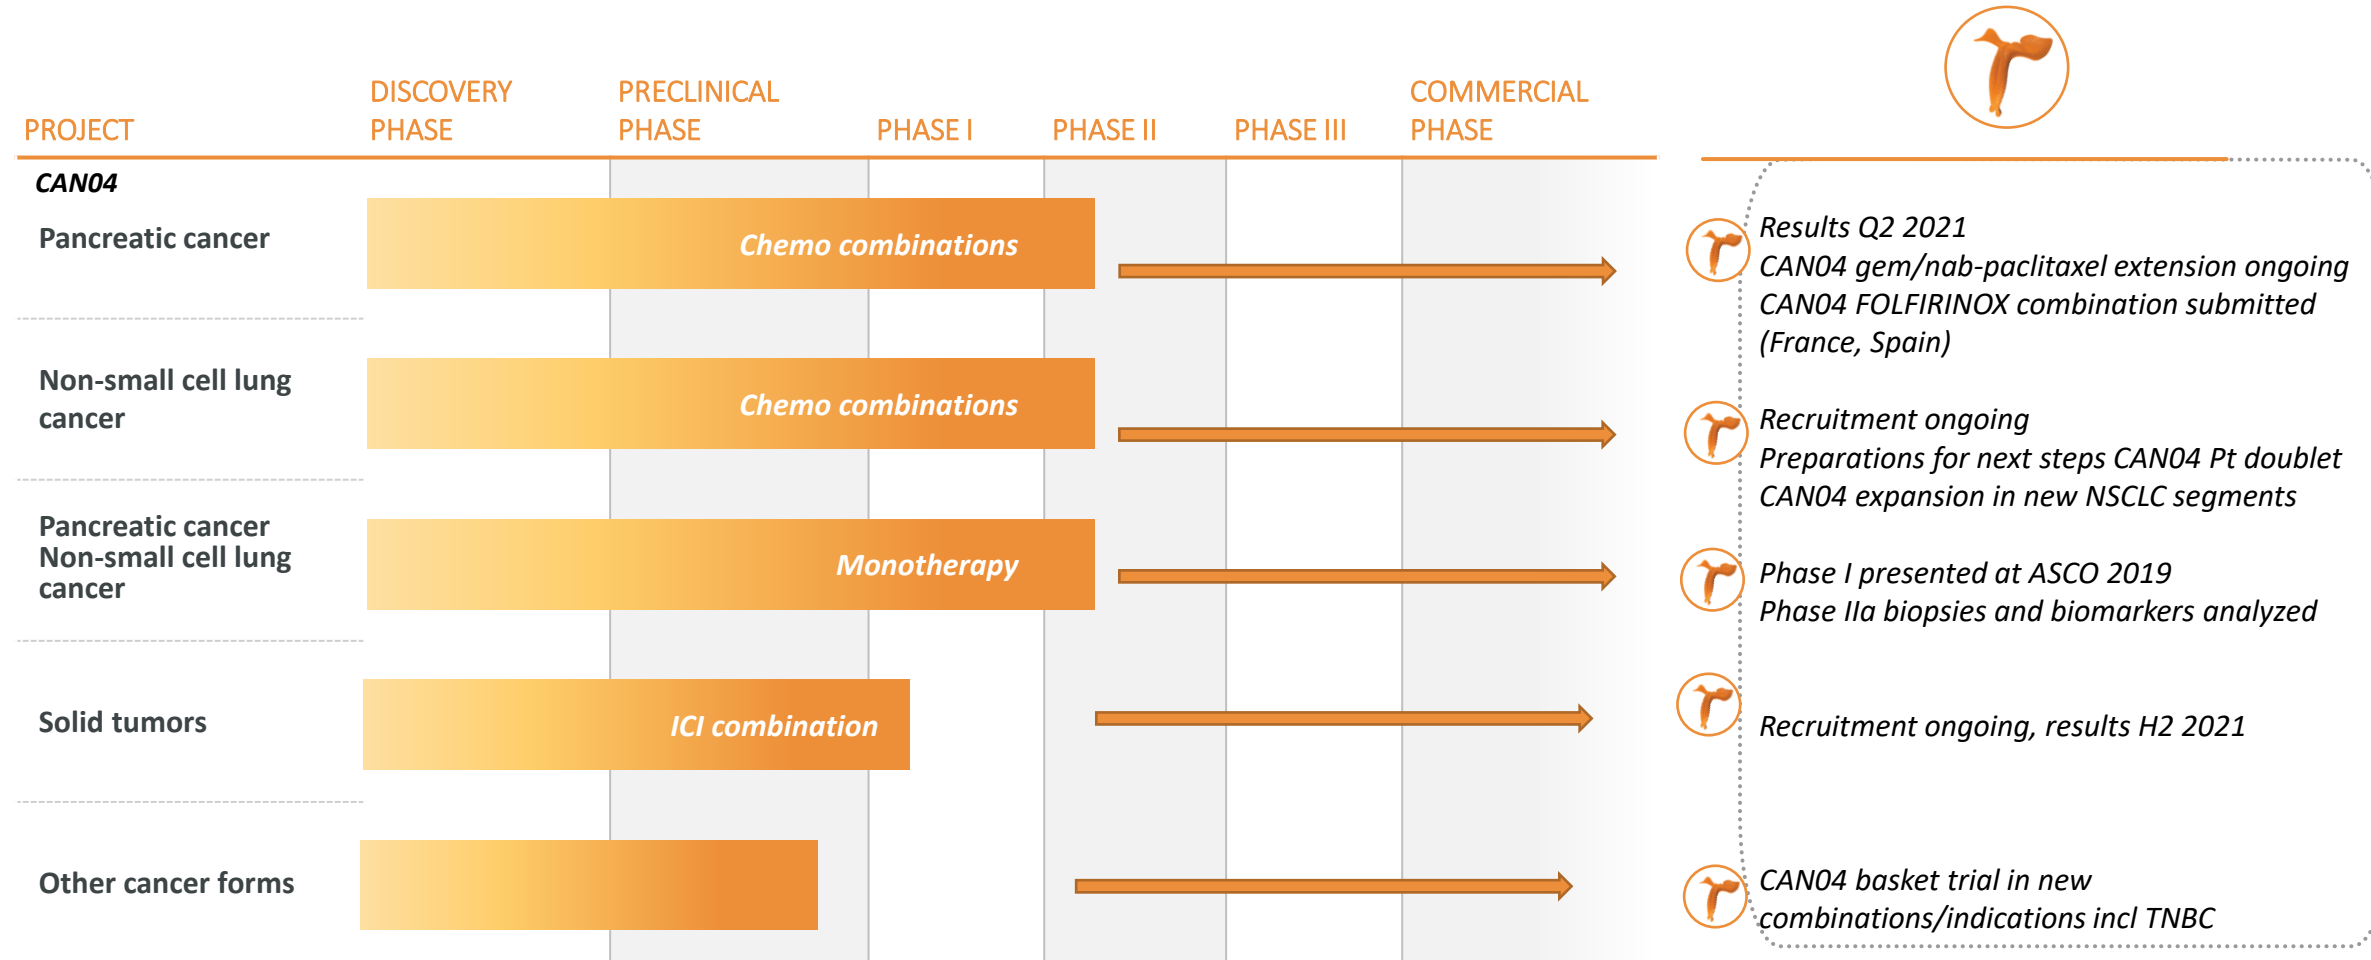 PROJECT
DISCOVERY
PHASE
PRECLINICAL
PHASE
PHASE I
PHASE II
PHASE III
COMMERCIAL
PHASE
CAN04
Pancreatic cancer
Chemo combinations
Results Q2 2021
CAN04 gem/nab-paclitaxel extension ongoing
CAN04 FOLFIRINOX combination submitted
(France, Spain)
Non-small cell lung
cancer
Chemo combinations
Recruitment ongoing
Preparations for next steps CAN04 Pt doublet
CAN04 expansion in new NSCLC segments
Pancreatic cancer
Non-small cell lung
cancer
Monotherapy
Phase I presented at ASCO 2019
Phase IIa biopsies and biomarkers analyzed
Solid tumors
ICI combination
Recruitment ongoing, results H2 2021
Other cancer forms
CAN04 basket trial in new
combinations/indications incl TNBC